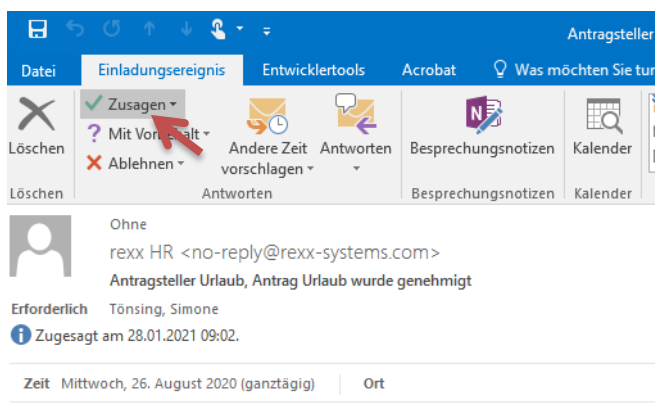 Antragsteller
Datei Einladungsereignis Entwicklertools Acrobat Was möchten Sie tun
Zusagen
Mit Vorbehalt
Ablehnen
Löschen
Andere Zeit vorschlagen
Antworten
Besprechungsnotizen
Kalender
Löschen Antworten Besprechungsnotizen Kalender
Ohne
rexx HR <no-reply@rexx-systems.com>
Antragsteller Urlaub, Antrag Urlaub wurde genehmigt
Erforderlich Tönsing, Simone
Zugesagt am 28.01.2021 09:02.
Zeit Mittwoch, 26. August 2020 (ganztägig) Ort